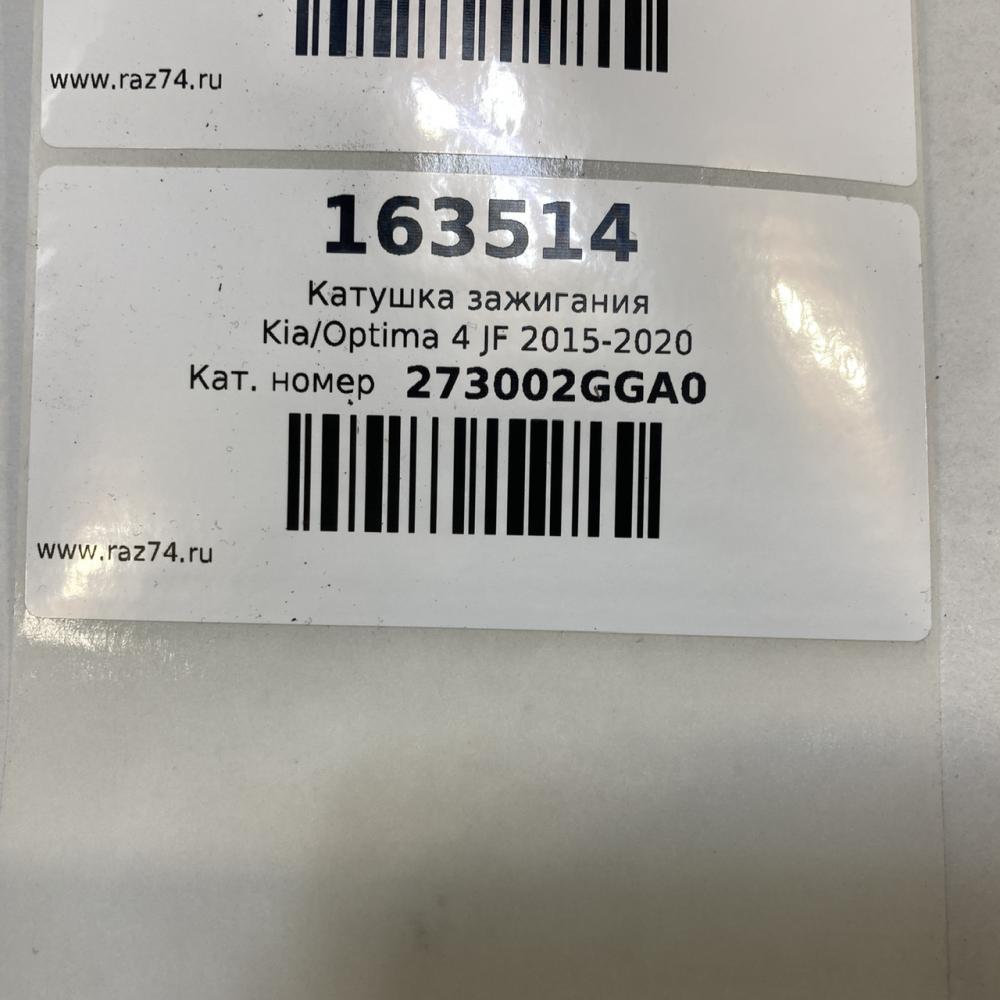 www.raz74.ru
163514
Катушка зажигания
Kia/Optima 4 JF 2015-2020
Кат. номер 273002GGA0
www.raz74.ru